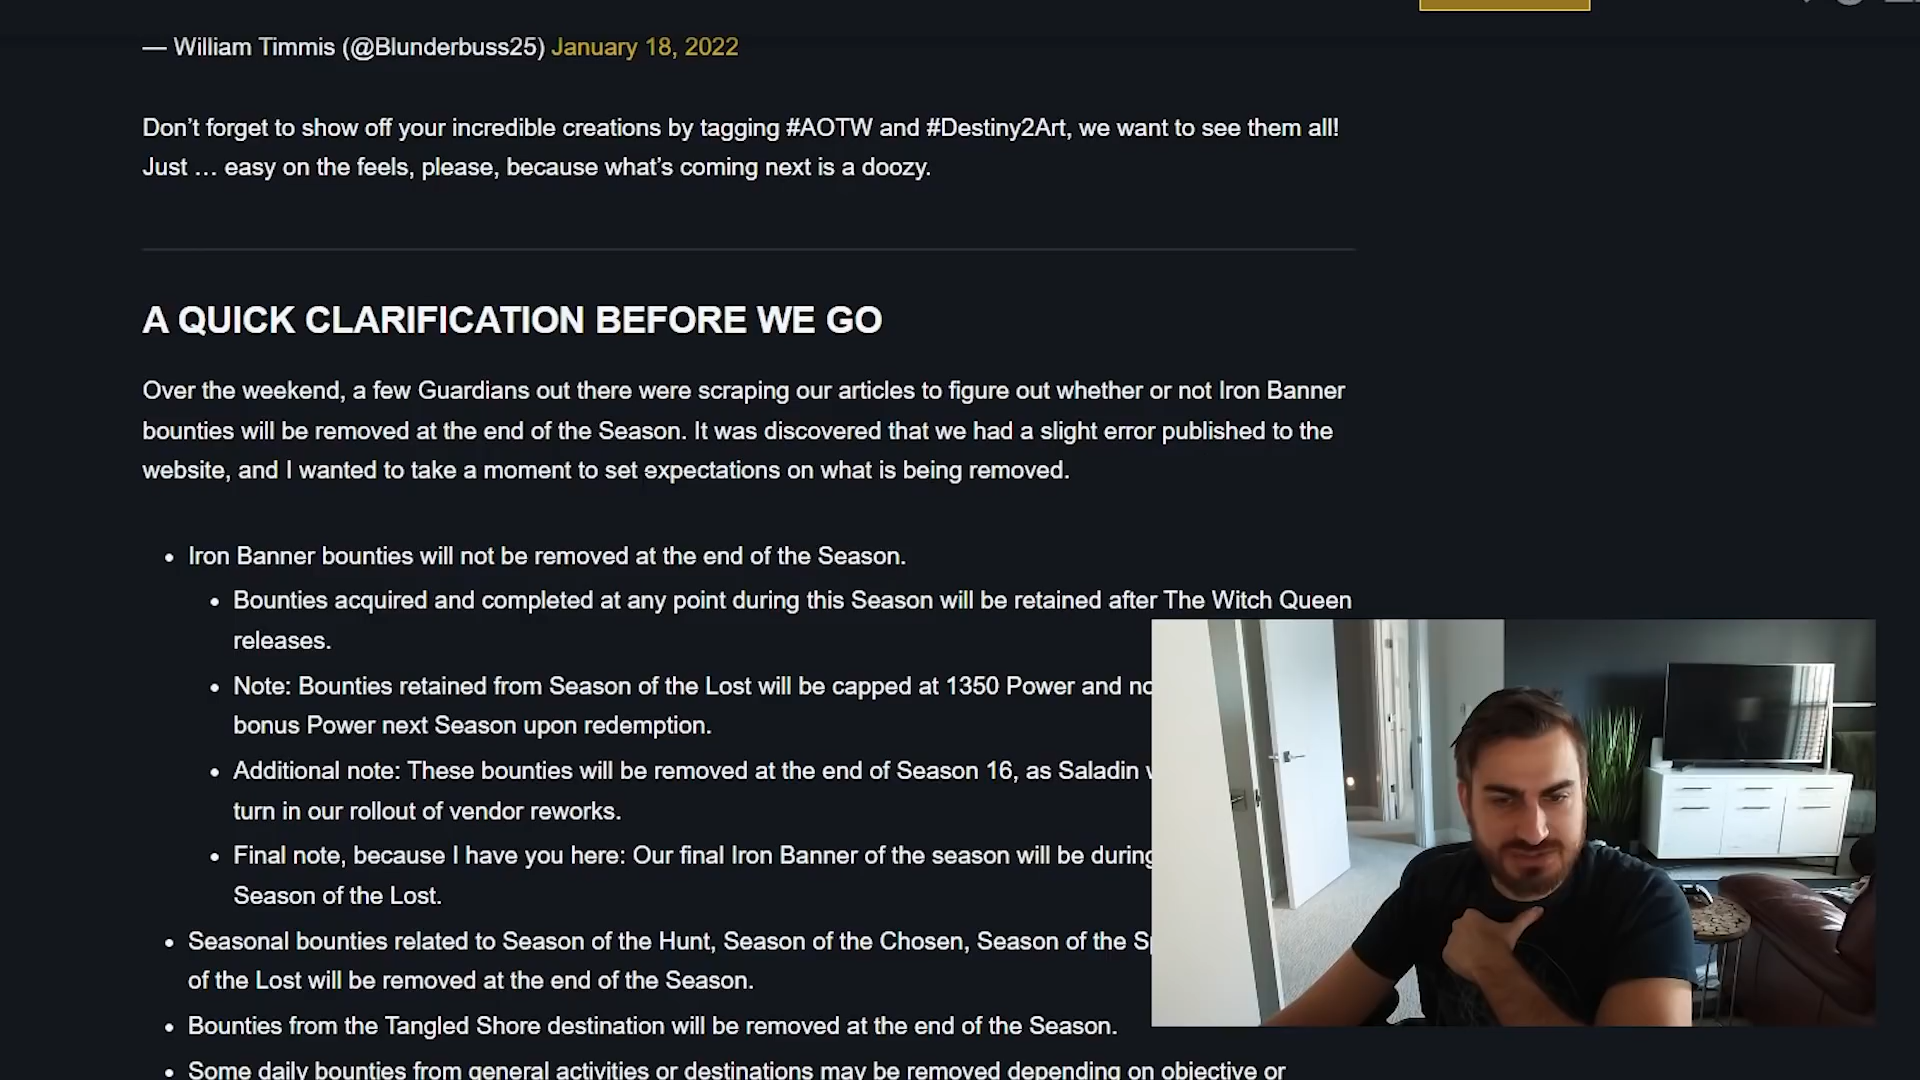 — William Timmis (@Blunderbuss25) January 18, 2022
Don’t forget to show off your incredible creations by tagging #AOTW and #Destiny2Art, we want to see them all!
Just … easy on the feels, please, because what’s coming next is a doozy.
A QUICK CLARIFICATION BEFORE WE GO
Over the weekend, a few Guardians out there were scraping our articles to figure out whether or not Iron Banner
bounties will be removed at the end of the Season. It was discovered that we had a slight error published to the
website, and I wanted to take a moment to set expectations on what is being removed.
• Iron Banner bounties will not be removed at the end of the Season.
• Bounties acquired and completed at any point during this Season will be retained after The Witch Queen
releases.
• Note: Bounties retained from Season of the Lost will be capped at 1350 Power and
bonus Power next Season upon redemption.
• Additional note: These bounties will be removed at the end of Season 16, as Saladin
turn in our rollout of vendor reworks.
• Final note, because I have you here: Our final Iron Banner of the season will be during
Season of the Lost.
• Seasonal bounties related to Season of the Hunt, Season of the Chosen, Season of the
of the Lost will be removed at the end of the Season.
• Bounties from the Tangled Shore destination will be removed at the end of the Season.
• Some daily bounties from general activities or destinations may be removed depending on objective or